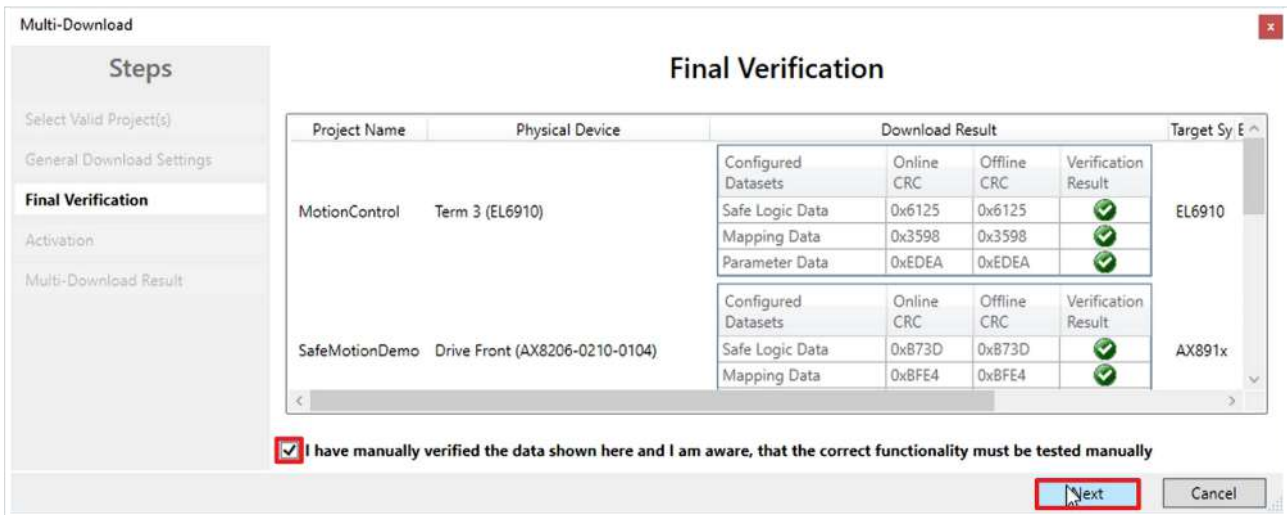 Multi-Download
x
Steps
Select Valid Project(s)
General Download Settings
Final Verification
Activation
Multi-Download Result
Final Verification
Project Name Physical Device Download Result Target Sy E
MotionControl Term 3 (EL6910) EL6910
Configured Datasets Online CRC Offline CRC Verification Result
Safe Logic Data 0x6125 0x6125
Mapping Data 0x3598 0x3598
Parameter Data 0xEDEA 0xEDEA
SafeMotionDemo Drive Front (AX8206-0210-0104) AX891x
Configured Datasets Online CRC Offline CRC Verification Result
Safe Logic Data 0xB73D 0xB73D
Mapping Data 0xBFE4 0xBFE4
I have manually verified the data shown here and I am aware, that the correct functionality must be tested manually
Next Cancel